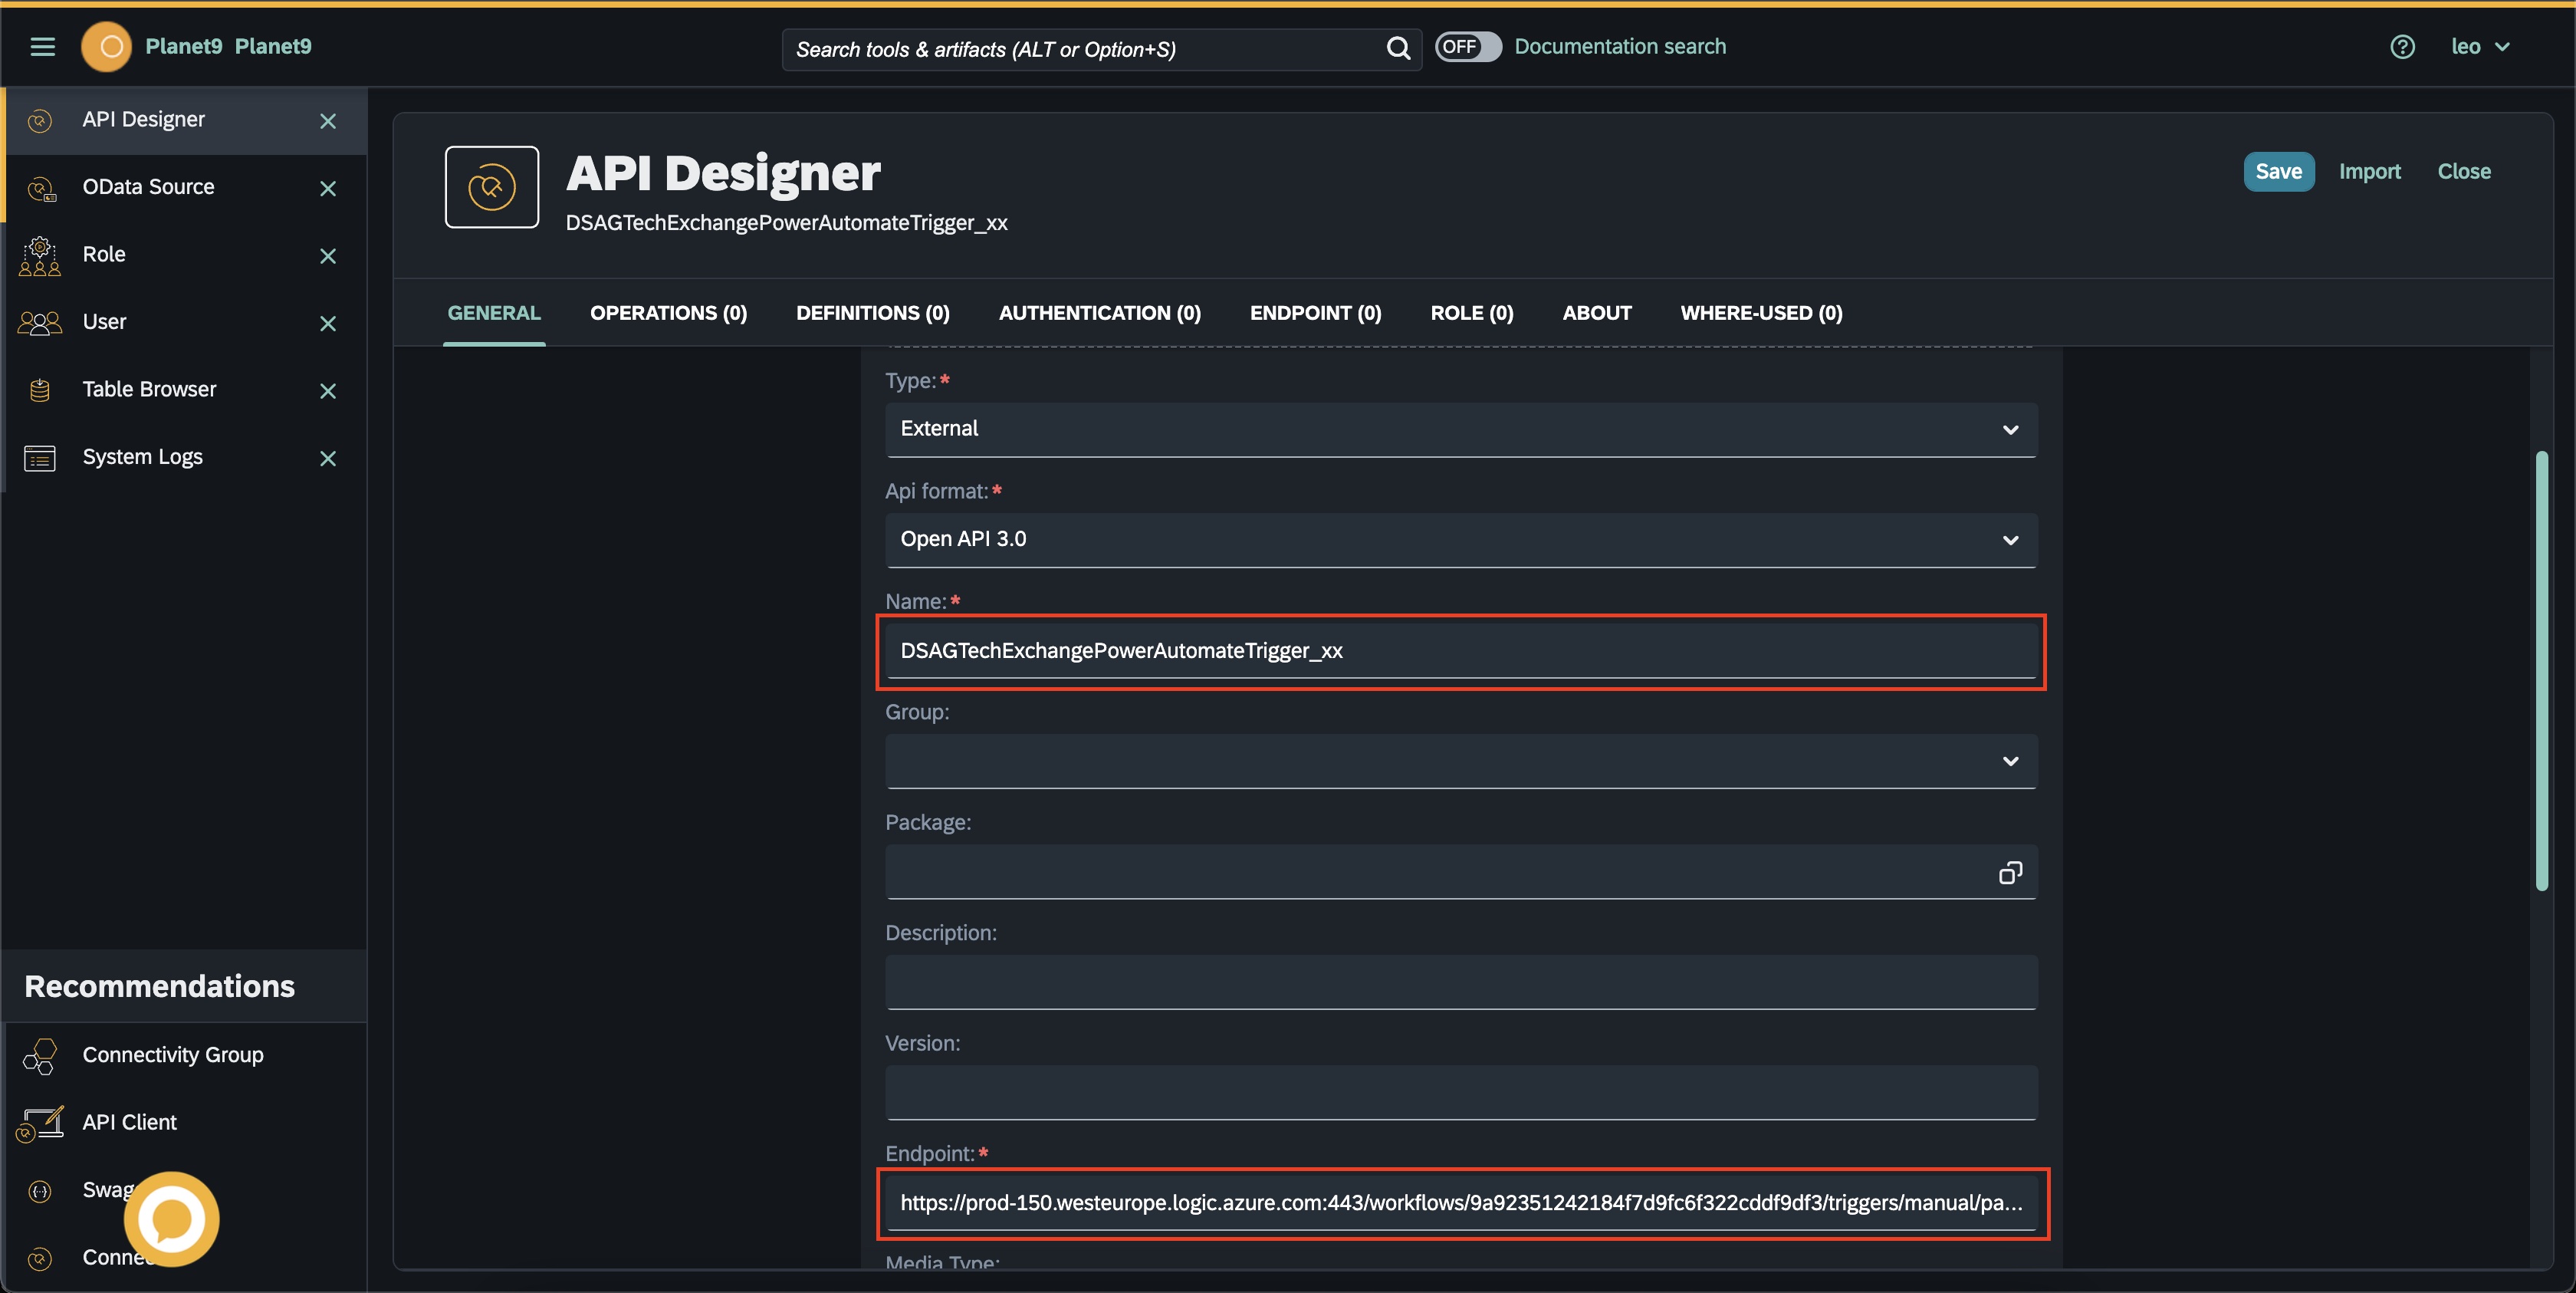 Planet9 Planet9
Search tools & artifacts (ALT or Option+S)
OFF
Documentation search
leo
API Designer
OData Source
Role
User
Table Browser
System Logs
Recommendations
Connectivity Group
API Client
Swag
Conne
API Designer
DSAGTechExchangePowerAutomateTrigger_xx
Save Import Close
GENERAL OPERATIONS (0) DEFINITIONS (0) AUTHENTICATION (0) ENDPOINT (0) ROLE (0) ABOUT WHERE-USED (0)
Type:*
External
Api format:*
Open API 3.0
Name:*
DSAGTechExchangePowerAutomateTrigger_xx
Group:
Package:
Description:
Version:
Endpoint:*
https://prod-150.westeurope.logic.azure.com:443/workflows/9a92351242184f7d9fc6f322cddf9df3/triggers/manual/pa...
Media Type: